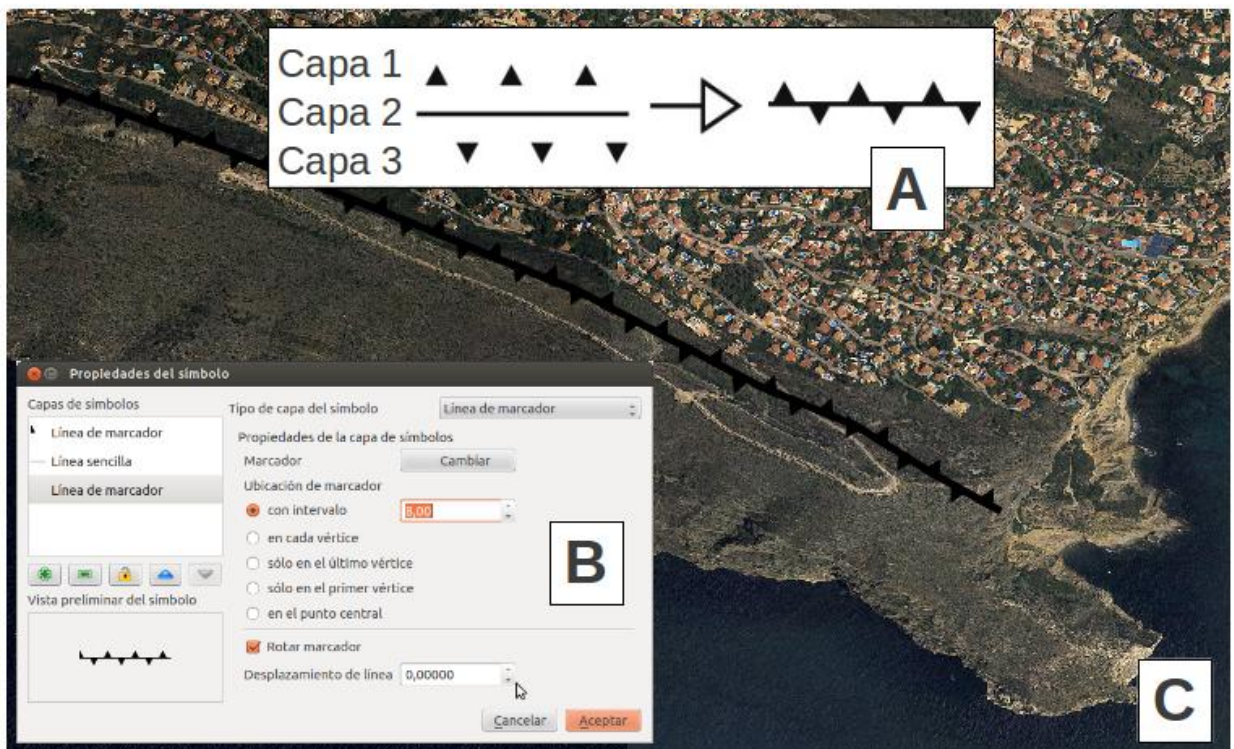 Capa 1
Capa 2
Capa 3
A
Propiedades del símbolo
Capas de símbolos
Línea de marcador
Línea sencilla
Línea de marcador
Vista preliminar del símbolo
Tipo de capa del símbolo
Línea de marcador
Propiedades de la capa de símbolos
Marcador
Cambiar
Ubicación de marcador
con intervalo
8,00
en cada vértice
sólo en el último vértice
sólo en el primer vértice
en el punto central
Rotar marcador
Desplazamiento de línea
0,00000
Cancelar
Aceptar
B
C